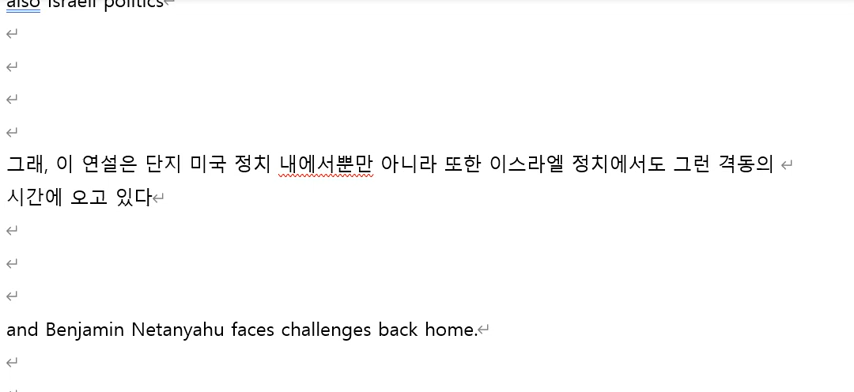 also Israeli politics
그래, 이 연설은 단지 미국 정치 내에서뿐만 아니라 또한 이스라엘 정치에서도 그런 격동의
시간에 오고 있다
and Benjamin Netanyahu faces challenges back home.